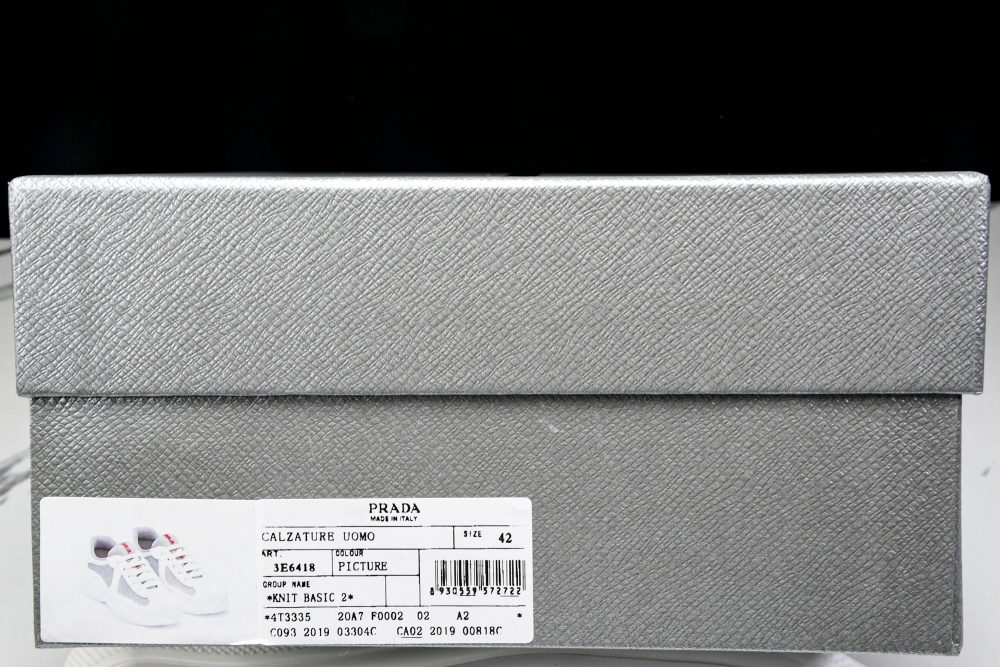 PRADA
MADE IN ITALY
CALZATURE UOMO
SIZE 42
ART. COLOUR
3E6418 PICTURE
GROUP NAME
*KNIT BASIC 2*
8 930559 572722
*4T3335 20A7 F0002 02 A2 *
C093 2019 03304C CA02 2019 00818C